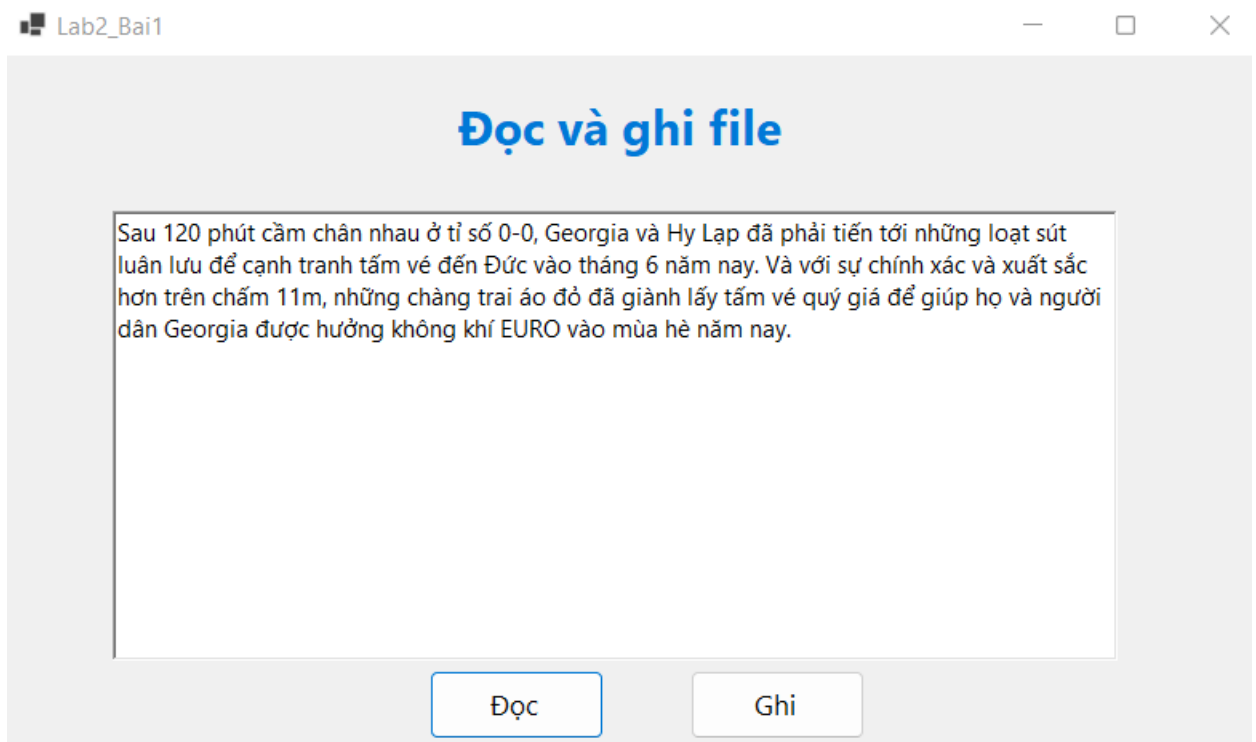 Lab2_Bai1
Đọc và ghi file
Sau 120 phút cầm chân nhau ở tỉ số 0-0, Georgia và Hy Lạp đã phải tiến tới những loạt sút
luân lưu để cạnh tranh tấm vé đến Đức vào tháng 6 năm nay. Và với sự chính xác và xuất sắc
hơn trên chấm 11m, những chàng trai áo đỏ đã giành lấy tấm vé quý giá để giúp họ và người
dân Georgia được hưởng không khí EURO vào mùa hè năm nay.
Đọc
Ghi